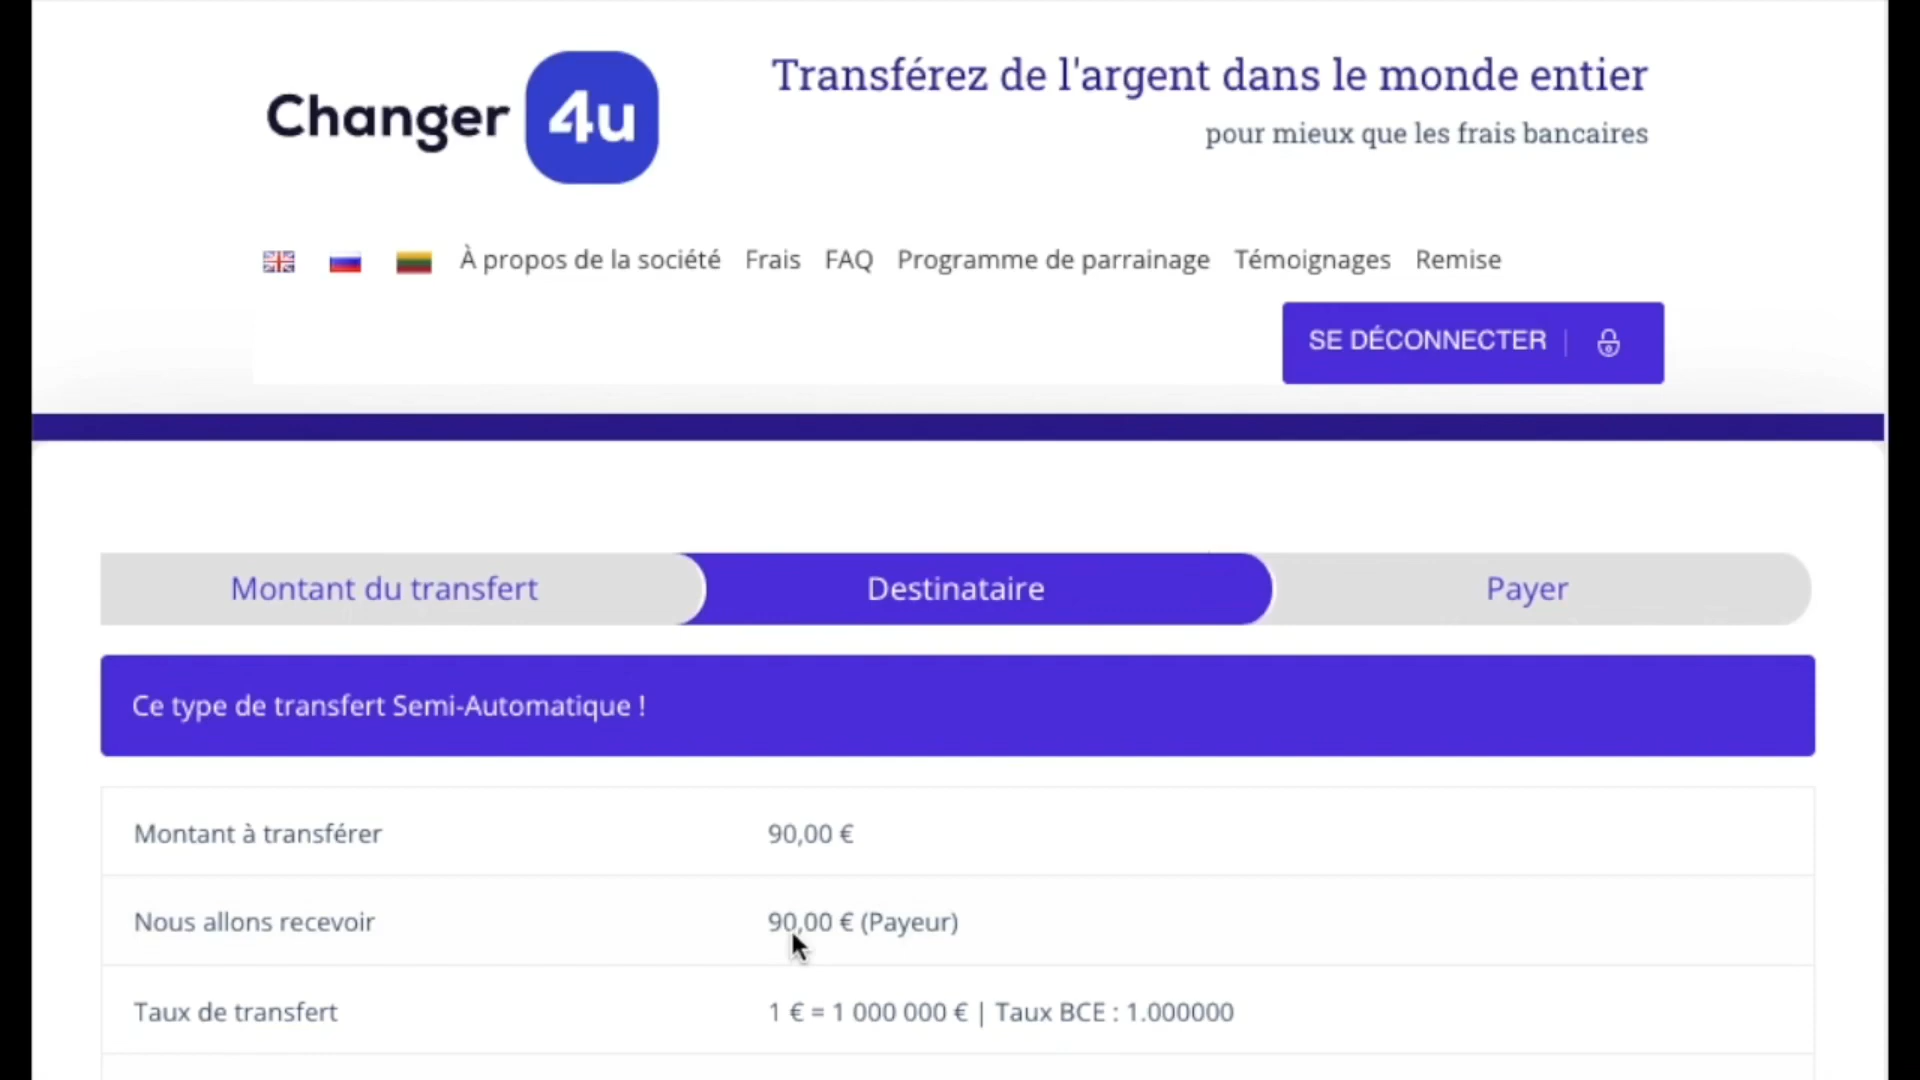 Changer 4u
Transférez de l'argent dans le monde entier
pour mieux que les frais bancaires
À propos de la société Frais FAQ Programme de parrainage Témoignages Remise
SE DÉCONNECTER
Montant du transfert Destinataire Payer
Ce type de transfert Semi-Automatique !
Montant à transférer 90,00 €
Nous allons recevoir 90,00 € (Payeur)
Taux de transfert 1 € = 1 000 000 € | Taux BCE : 1.000000